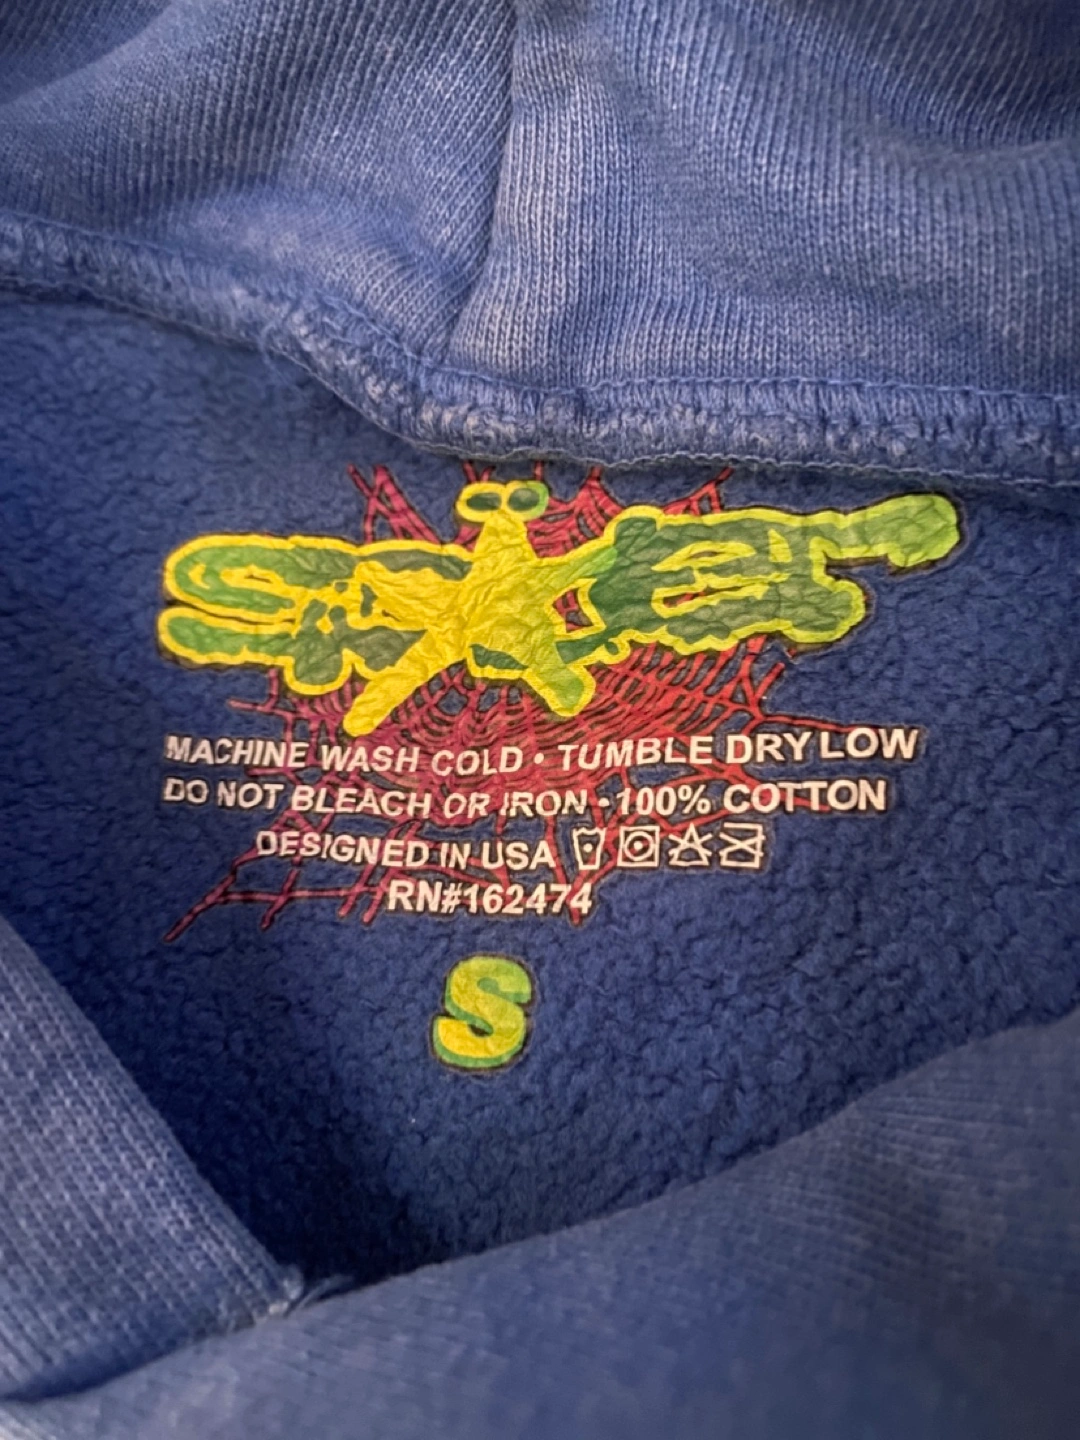 MACHINE WASH COLD • TUMBLE DRY LOW
DO NOT BLEACH OR IRON • 100% COTTON
DESIGNED IN USA
RN#162474
S